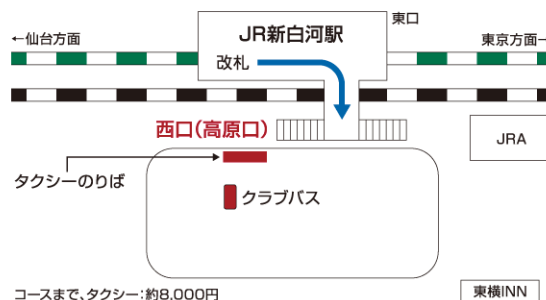 東口
JR新白河駅
←仙台方面
東京方面→
改札
西口(高原口)
JRA
タクシーのりば
クラブバス
コースまで、タクシー:約8,000円
東横INN